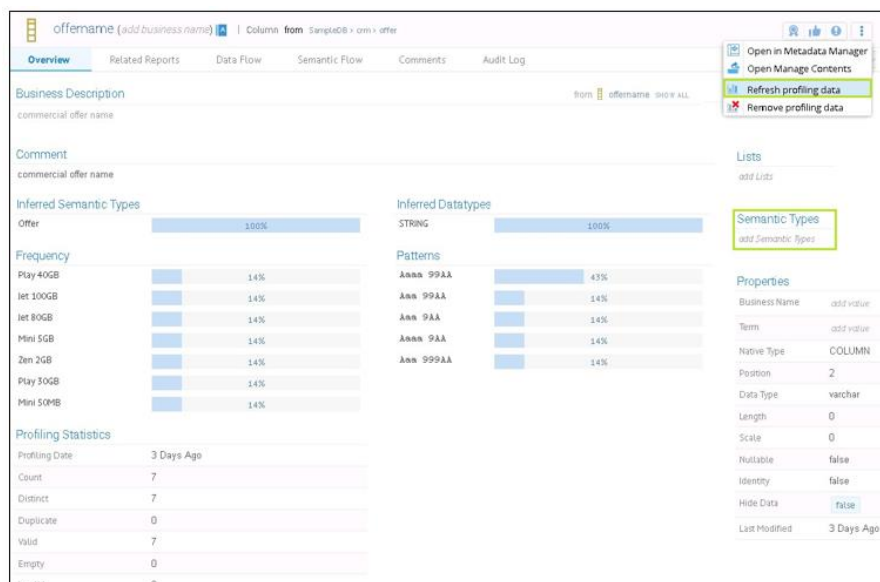 offername (add business name) A | Column from SampleDB > crm > offer
Overview Related Reports Data Flow Semantic Flow Comments Audit Log
Open in Metadata Manager
Open Manage Contents
Refresh profiling data
Remove profiling data
Business Description
from offername SHOW ALL
commercial offer name
Comment
commercial offer name
Inferred Semantic Types
Offer 100%
Inferred Datatypes
STRING 100%
Frequency
Play 40GB 14%
Jet 100GB 14%
Jet 80GB 14%
Mini 5GB 14%
Zen 2GB 14%
Play 30GB 14%
Mini 50MB 14%
Patterns
Aaaa 99AA 43%
Aaa 99AA 14%
Aaa 9AA 14%
Aaaa 9AA 14%
Aaa 999AA 14%
Profiling Statistics
Profiling Date 3 Days Ago
Count 7
Distinct 7
Duplicate 0
Valid 7
Empty 0
Lists
add Lists
Semantic Types
add Semantic Types
Properties
Business Name add value
Term add value
Native Type COLUMN
Position 2
Data Type varchar
Length 0
Scale 0
Nullable false
Identity false
Hide Data false
Last Modified 3 Days Ago